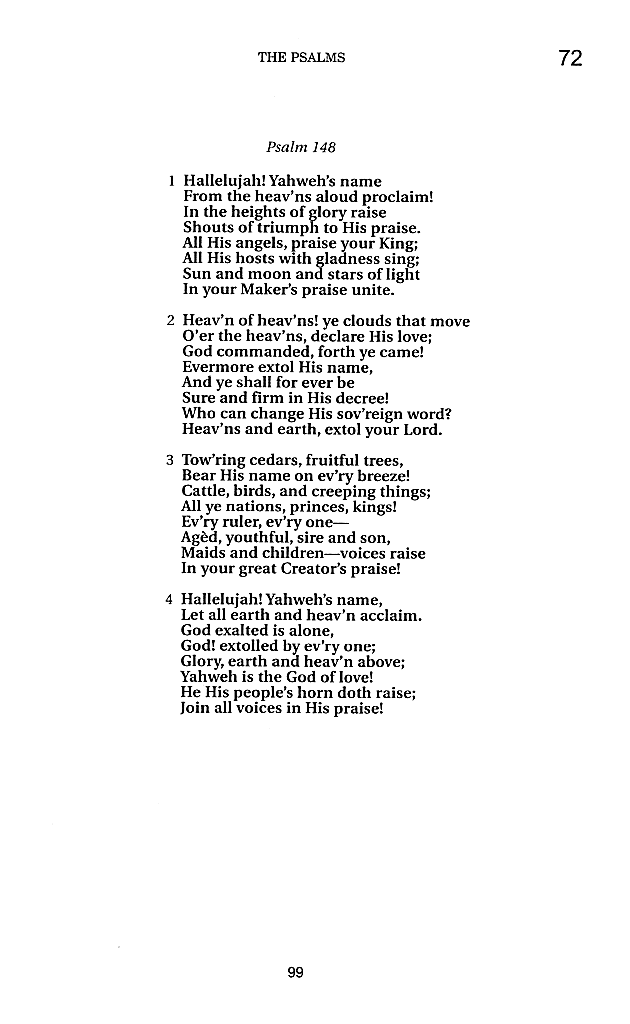 THE PSALMS 72
Psalm 148
1 Hallelujah! Yahweh's name
From the heav'ns aloud proclaim!
In the heights of glory raise
Shouts of triumph to His praise.
All His angels, praise your King;
All His hosts with gladness sing;
Sun and moon and stars of light
In your Maker's praise unite.
2 Heav'n of heav'ns! ye clouds that move
O'er the heav'ns, declare His love;
God commanded, forth ye came!
Evermore extol His name,
And ye shall for ever be
Sure and firm in His decree!
Who can change His sov'reign word?
Heav'ns and earth, extol your Lord.
3 Tow'ring cedars, fruitful trees,
Bear His name on ev'ry breeze!
Cattle, birds, and creeping things;
All ye nations, princes, kings!
Ev'ry ruler, ev'ry one—
Agèd, youthful, sire and son,
Maids and children—voices raise
In your great Creator's praise!
4 Hallelujah! Yahweh's name,
Let all earth and heav'n acclaim.
God exalted is alone,
God! extolled by ev'ry one;
Glory, earth and heav'n above;
Yahweh is the God of love!
He His people's horn doth raise;
Join all voices in His praise!
99